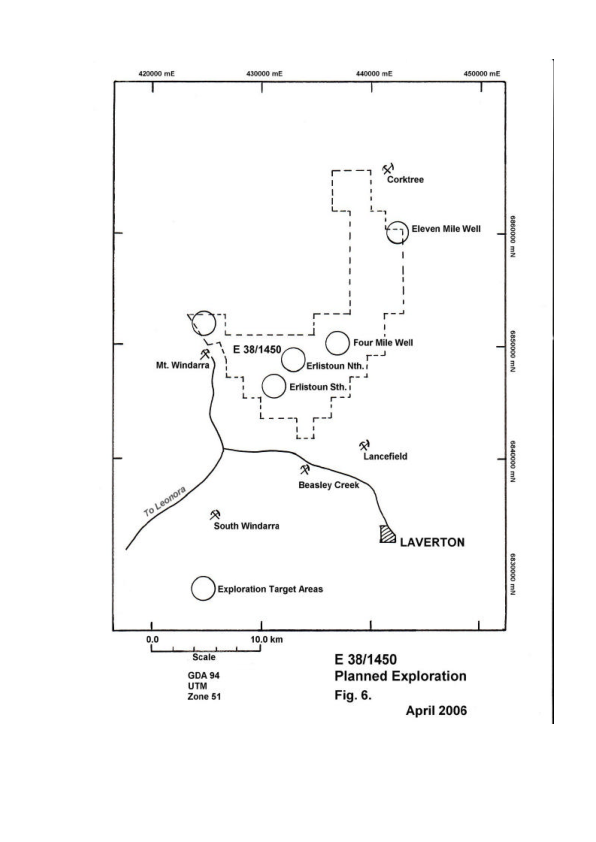 420000 mE
430000 mE
440000 mE
450000 mE
Corktree
Eleven Mile Well
6860000 mN
E 38/1450
Four Mile Well
6850000 mN
Mt. Windarra
Erlistoun Nth.
Erlistoun Sth.
Lancefield
6840000 mN
Beasley Creek
To Leonora
South Windarra
LAVERTON
6830000 mN
Exploration Target Areas
0.0
10.0 km
Scale
E 38/1450
GDA 94
Planned Exploration
UTM
Zone 51
Fig. 6.
April 2006